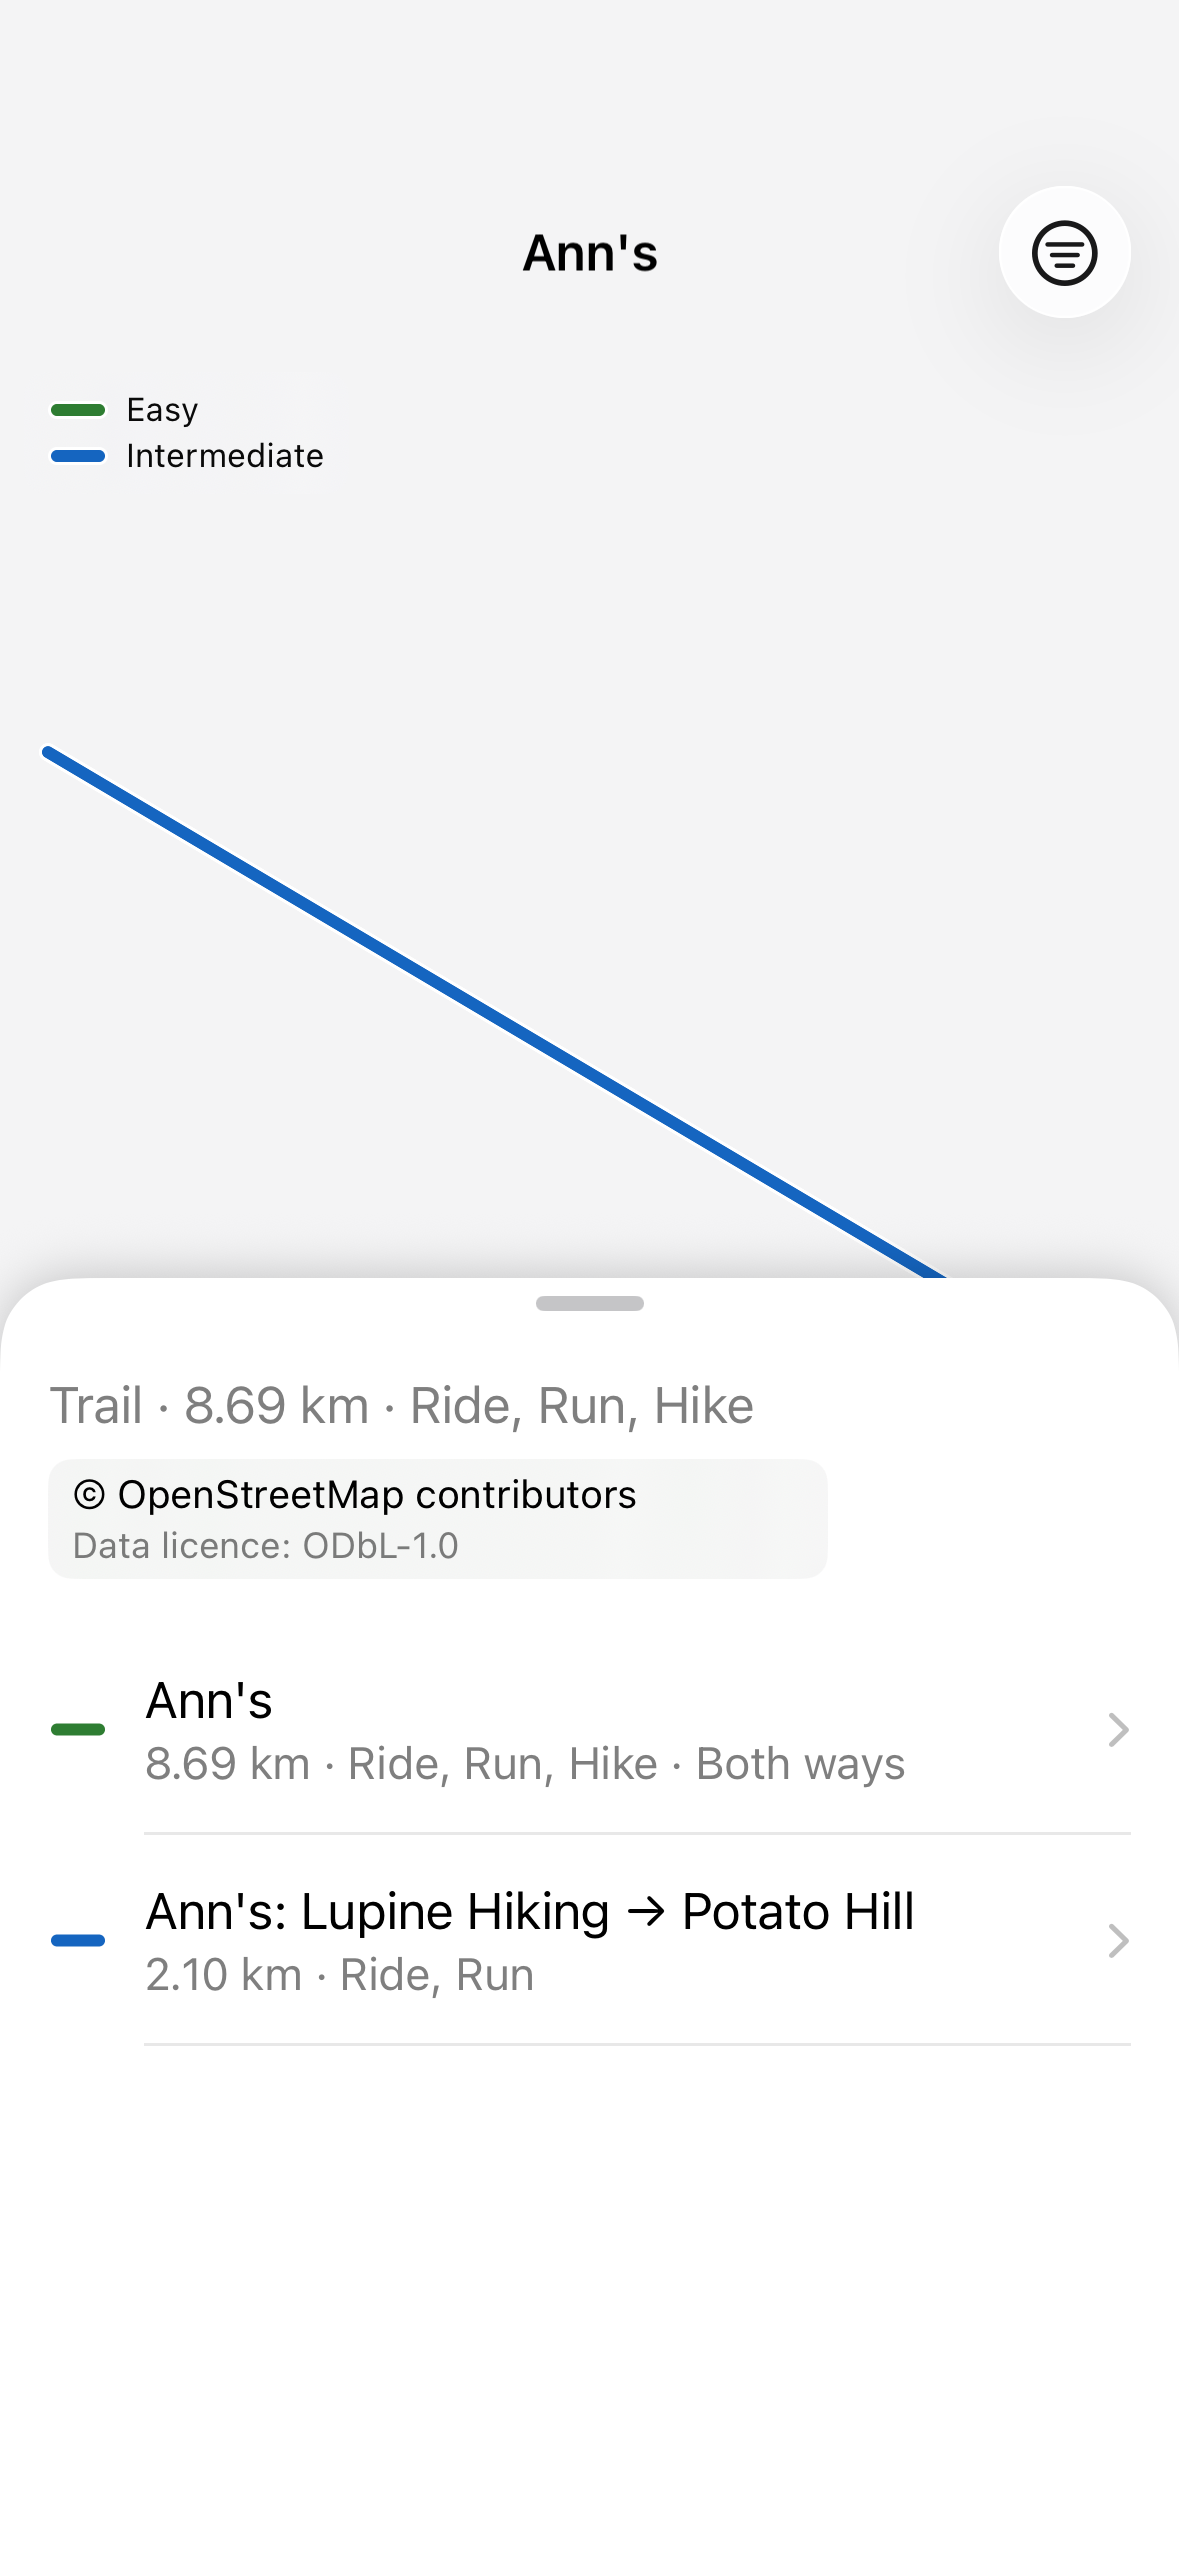 Ann's
Easy
Intermediate
Trail · 8.69 km · Ride, Run, Hike
© OpenStreetMap contributors
Data licence: ODbL-1.0
Ann's
8.69 km · Ride, Run, Hike · Both ways
Ann's: Lupine Hiking → Potato Hill
2.10 km · Ride, Run